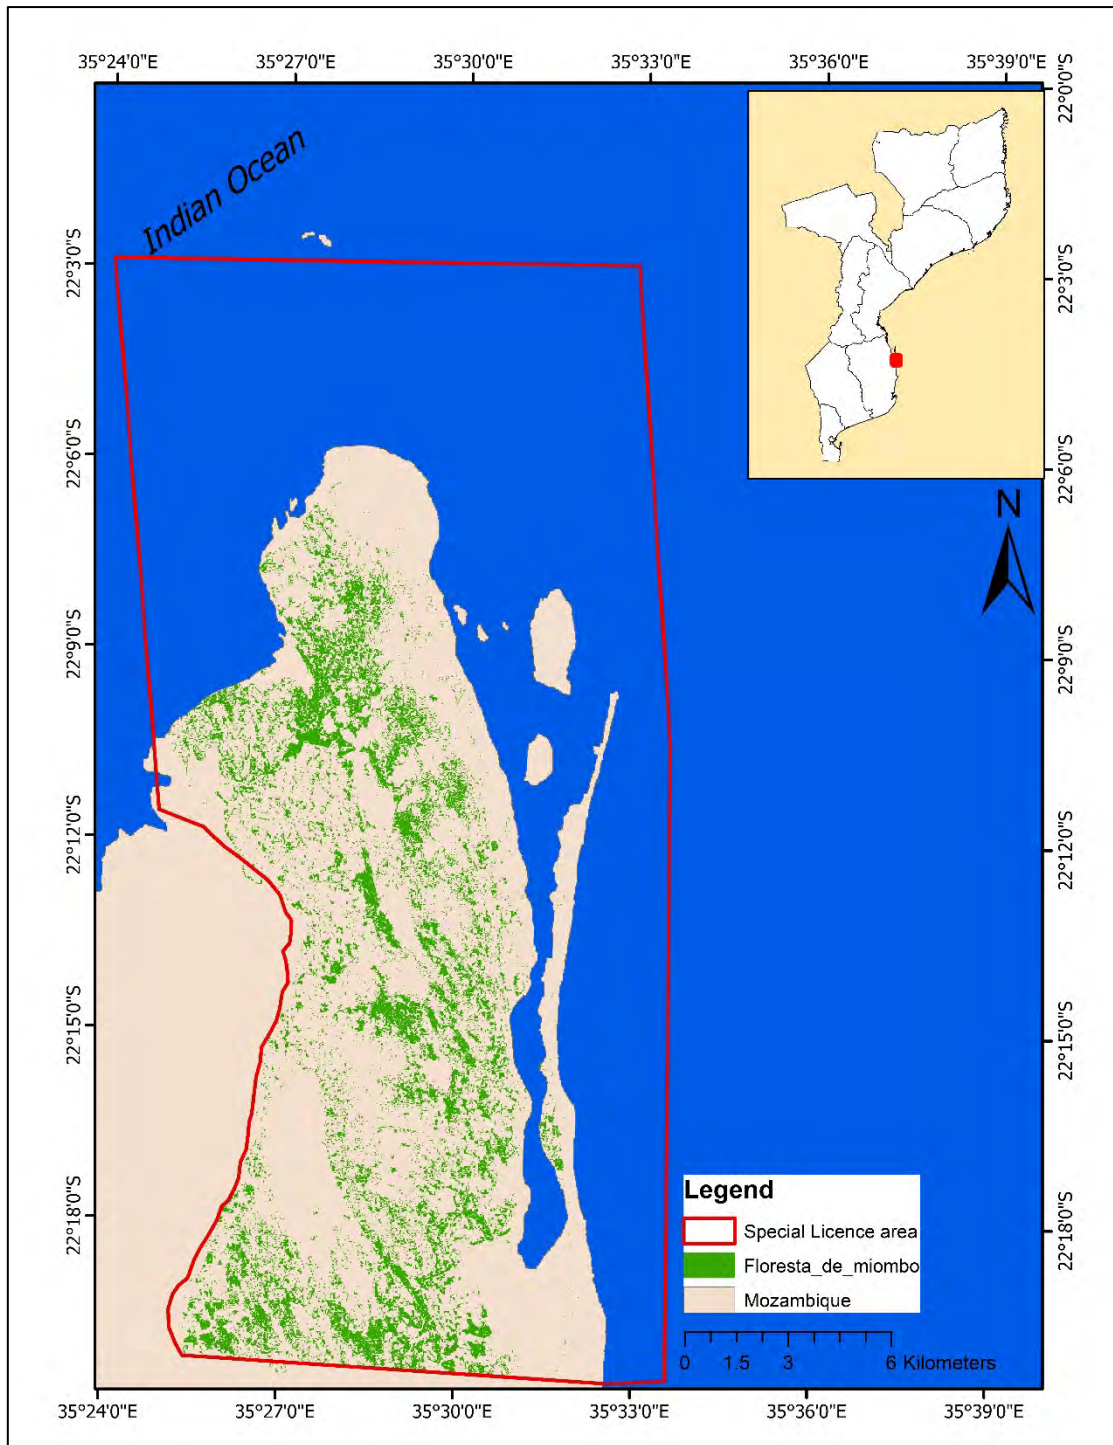 35°24'0"E 35°27'0"E 35°30'0"E 35°33'0"E 35°36'0"E 35°39'0"E
22°0'0"S
Indian Ocean
22°3'0"S 22°3'0"S
22°6'0"S 22°6'0"S
N
22°9'0"S 22°9'0"S
22°12'0"S 22°12'0"S
22°15'0"S 22°15'0"S
22°18'0"S 22°18'0"S
Legend
Special Licence area
Floresta_de_miombo
Mozambique
0 1.5 3 6 Kilometers
35°24'0"E 35°27'0"E 35°30'0"E 35°33'0"E 35°36'0"E 35°39'0"E